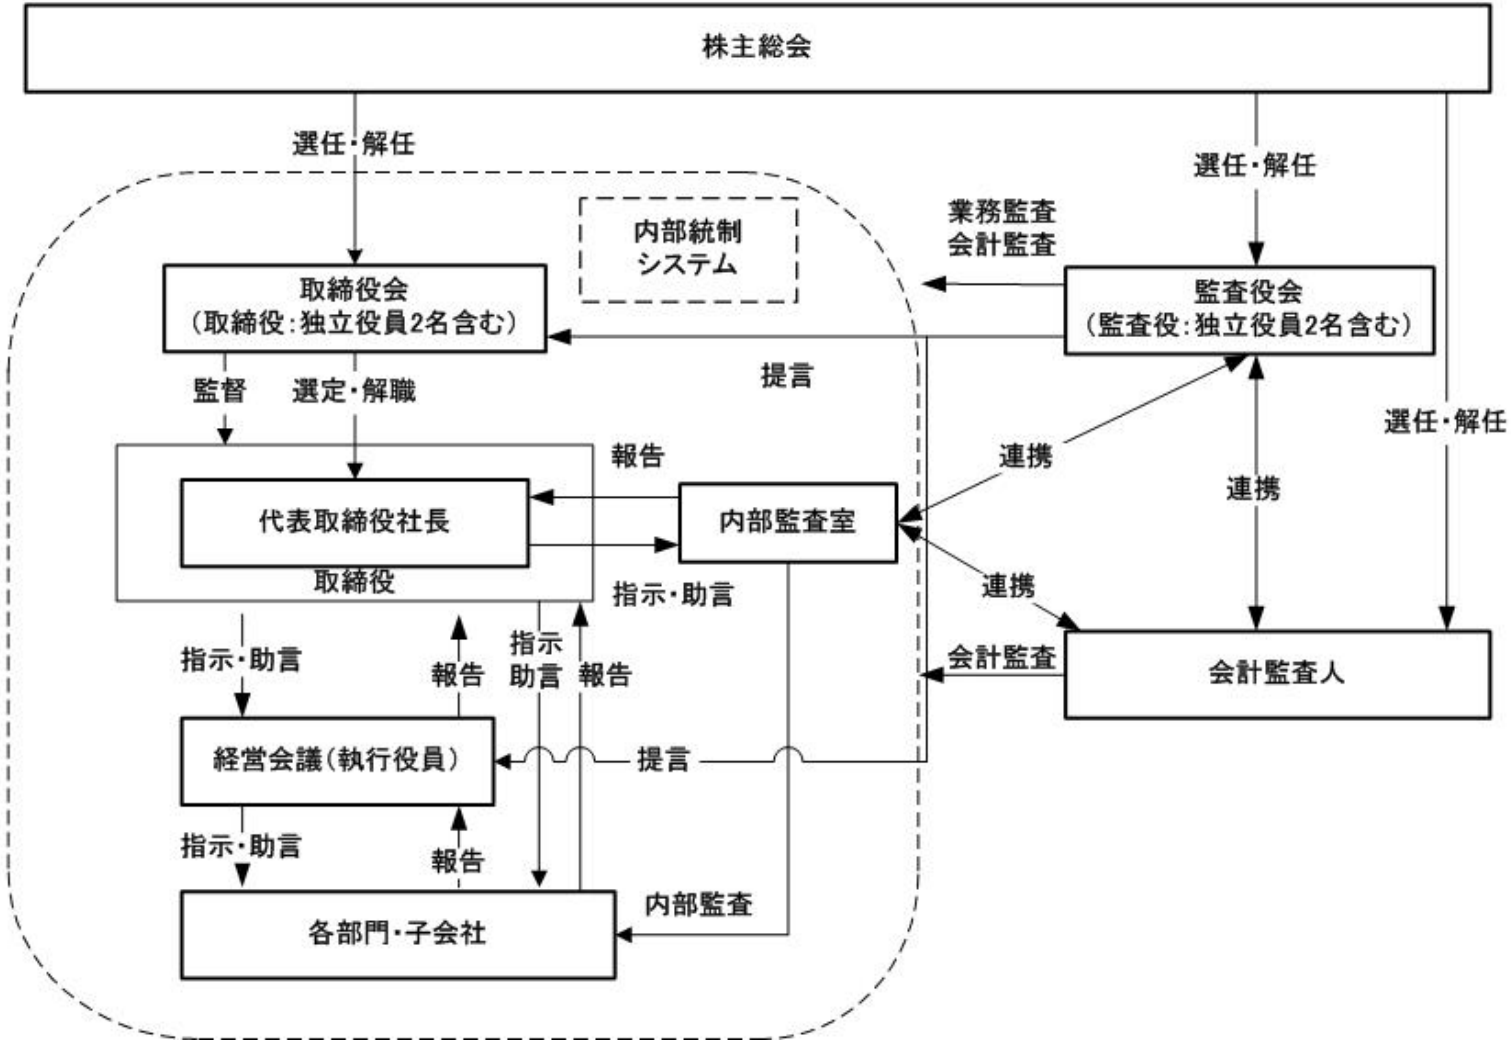 株主総会
選任・解任
選任・解任
業務監査
会計監査
内部統制
システム
取締役会
（取締役：独立役員2名含む）
監査役会
（監査役：独立役員2名含む）
提言
監督
選定・解職
選任・解任
報告
連携
連携
代表取締役社長
内部監査室
取締役
指示・助言
連携
指示・助言
報告
指示
助言
報告
会計監査
会計監査人
経営会議（執行役員）
提言
指示・助言
報告
内部監査
各部門・子会社